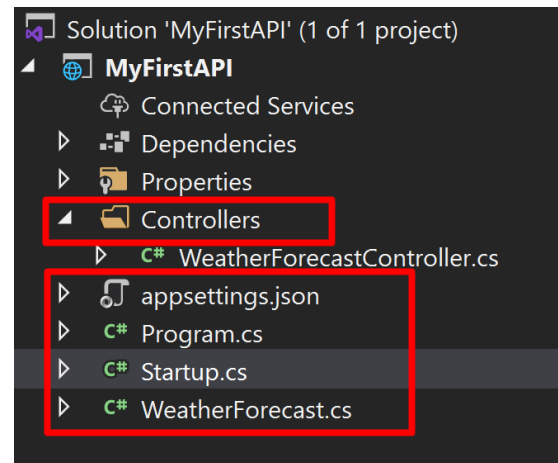 Solution 'MyFirstAPI' (1 of 1 project)
MyFirstAPI
Connected Services
Dependencies
Properties
Controllers
C# WeatherForecastController.cs
appsettings.json
C# Program.cs
C# Startup.cs
C# WeatherForecast.cs